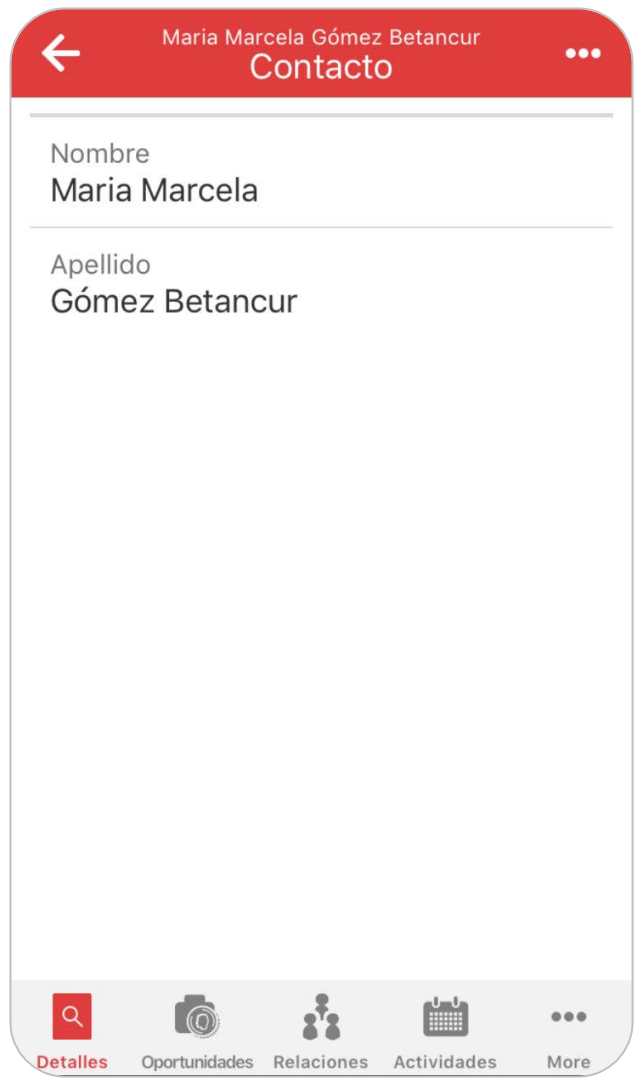 Maria Marcela Gómez Betancur
Contacto
Nombre
Maria Marcela
Apellido
Gómez Betancur
Detalles Oportunidades Relaciones Actividades More